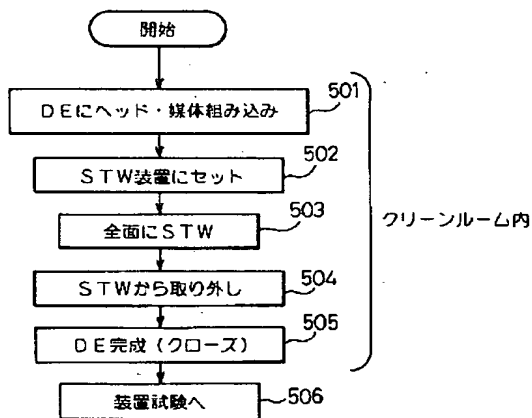 開始
DEにヘッド・媒体組み込み
501
STW装置にセット
502
全面にSTW
503
クリーンルーム内
STWから取り外し
504
DE完成(クローズ)
505
装置試験へ
506